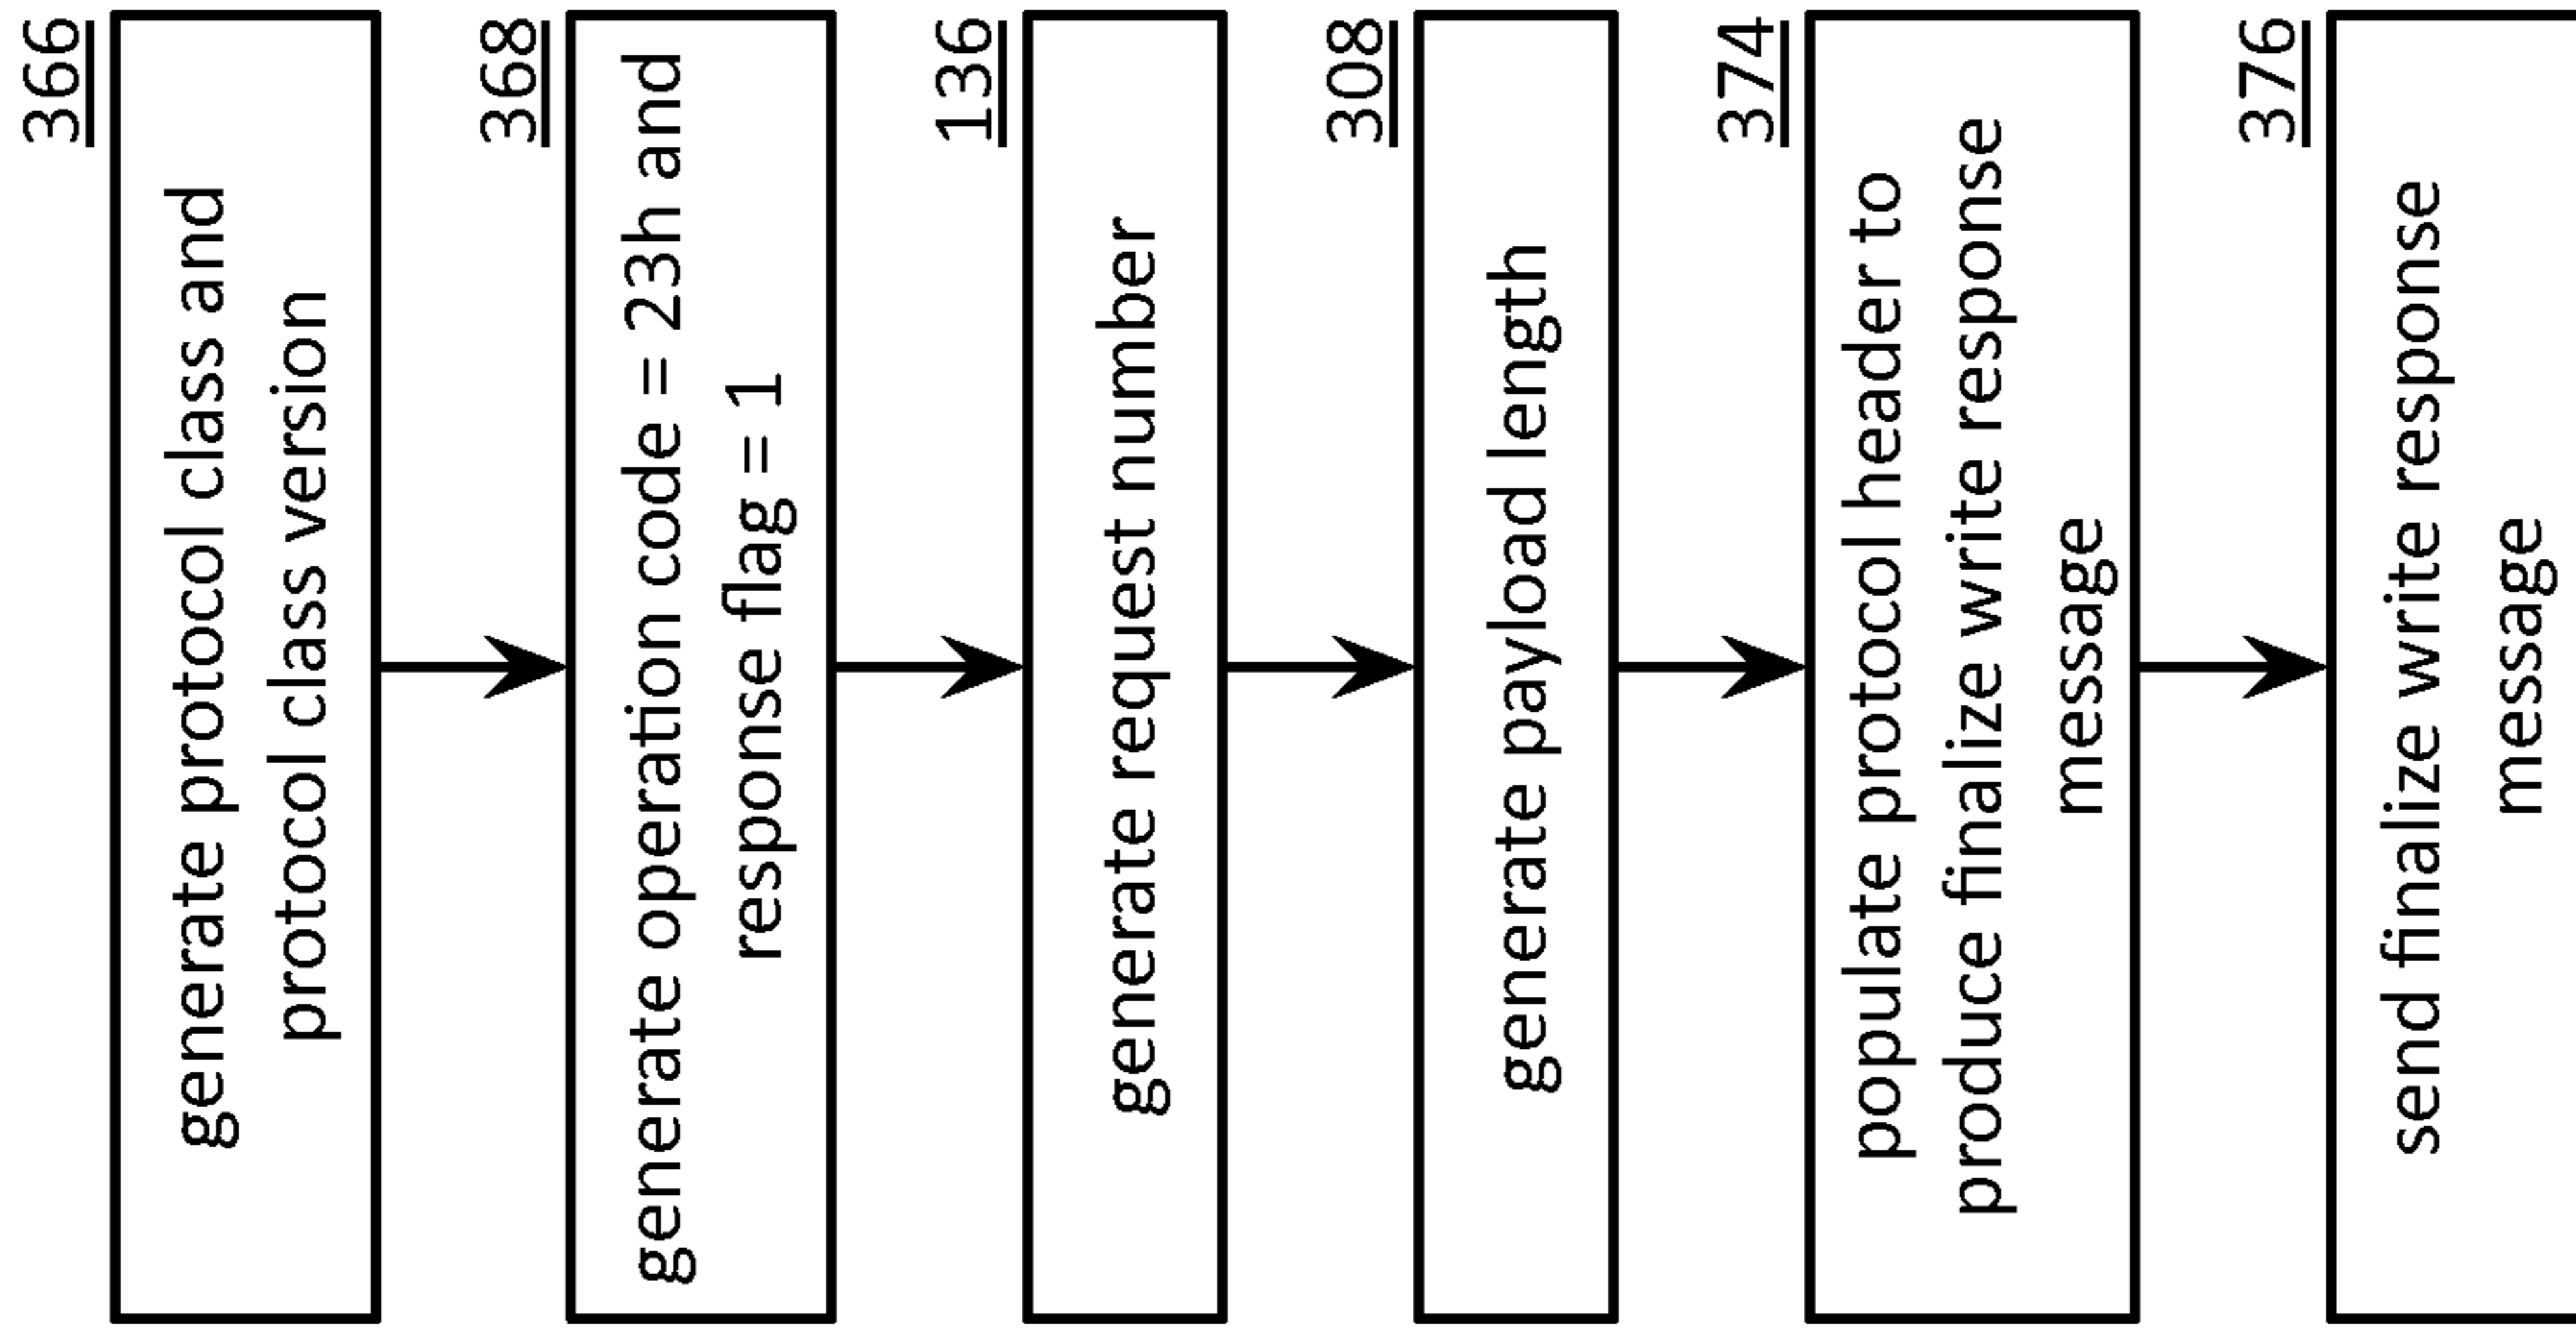 366
generate protocol class and
protocol class version
368
generate operation code = 23h and
response flag = 1
136
generate request number
308
generate payload length
374
populate protocol header to
produce finalize write response
message
376
send finalize write response
message